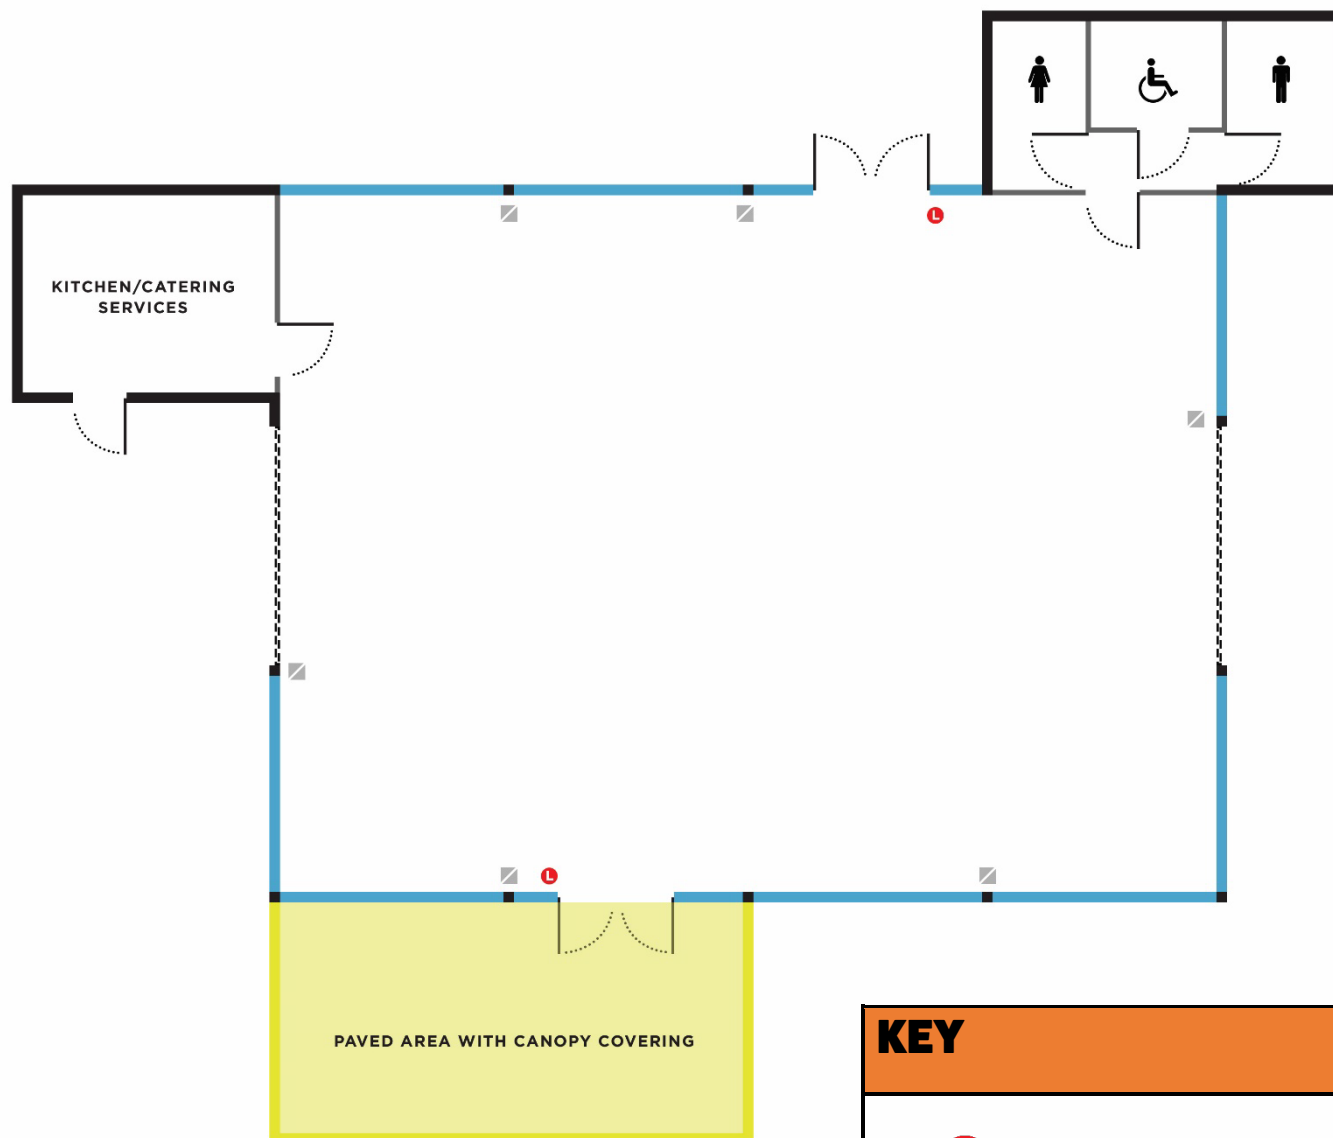 L
KITCHEN/CATERING
SERVICES
L
PAVED AREA WITH CANOPY COVERING
KEY